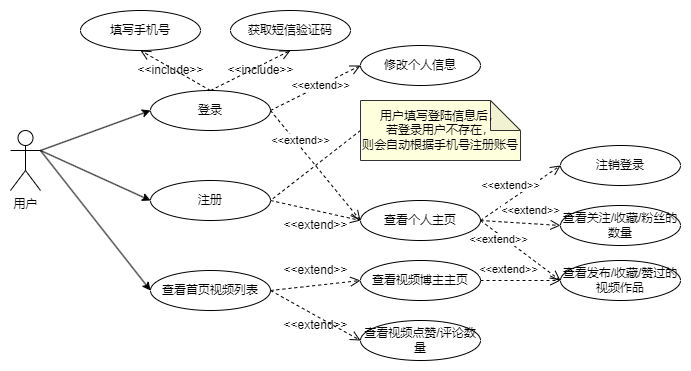 填写手机号
获取短信验证码
<<include>>
<<include>>
修改个人信息
<<extend>>
登录
用户填写登陆信息后，
若登录用户不存在，
则会自动根据手机号注册账号
<<extend>>
注销登录
<<extend>>
用户
注册
<<extend>>
查看个人主页
<<extend>>
查看关注/收藏/粉丝的
数量
<<extend>>
<<extend>>
查看首页视频列表
查看视频博主主页
<<extend>>
查看发布/收藏/赞过的
视频作品
<<extend>>
查看视频点赞/评论数
量